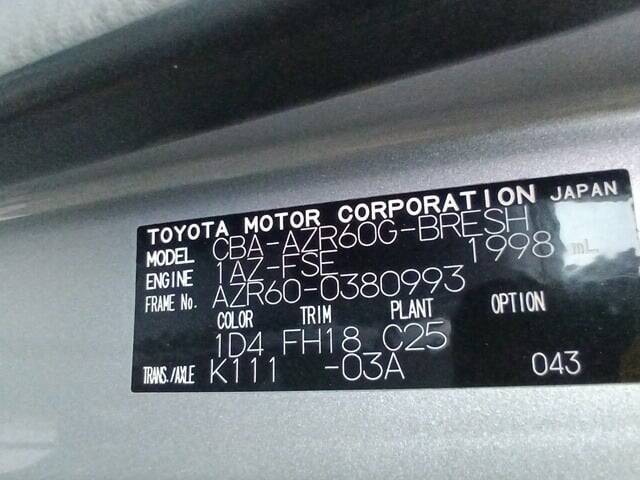 TOYOTA MOTOR CORPORATION JAPAN
MODEL CBA-AZR60G-BRESH
ENGINE 1AZ-FSE 1998 mL
FRAME No. AZR60-0380993
COLOR TRIM PLANT OPTION
1D4 FH18 C25
TRANS./AXLE K111 -03A 043